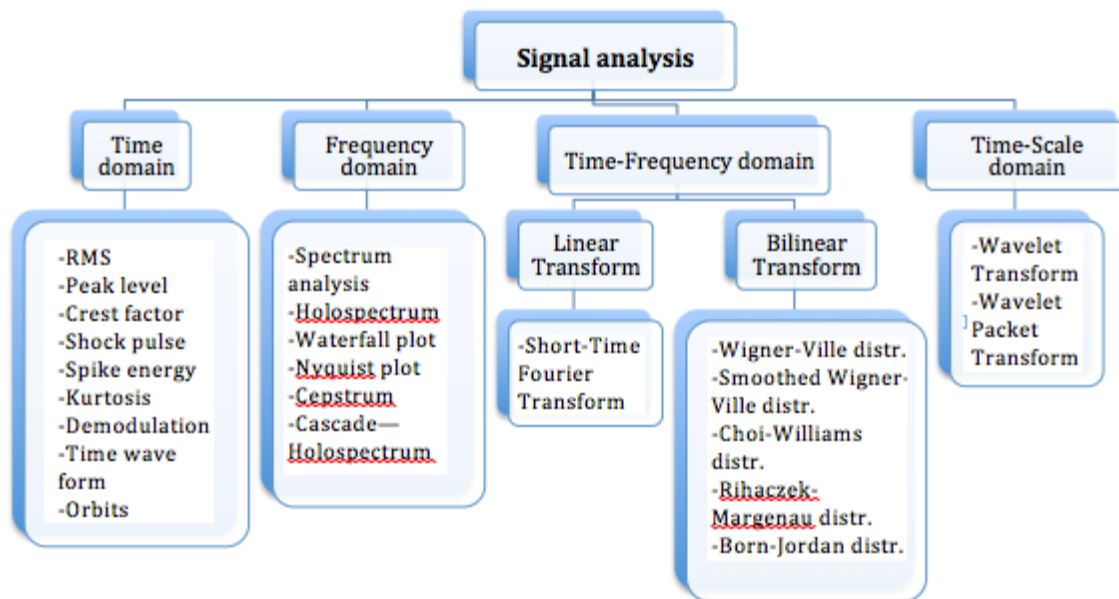 Signal analysis
Time
domain
-RMS
-Peak level
-Crest factor
-Shock pulse
-Spike energy
-Kurtosis
-Demodulation
-Time wave
form
-Orbits
Frequency
domain
-Spectrum
analysis
-Holospectrum
-Waterfall plot
-Nyquist plot
-Cepstrum
-Cascade—
Holospectrum
Time-Frequency domain
Linear
Transform
-Short-Time
Fourier
Transform
Bilinear
Transform
-Wigner-Ville distr.
-Smoothed Wigner-
Ville distr.
-Choi-Williams
distr.
-Rihaczek-
Margenau distr.
-Born-Jordan distr.
Time-Scale
domain
-Wavelet
Transform
-Wavelet
Packet
Transform